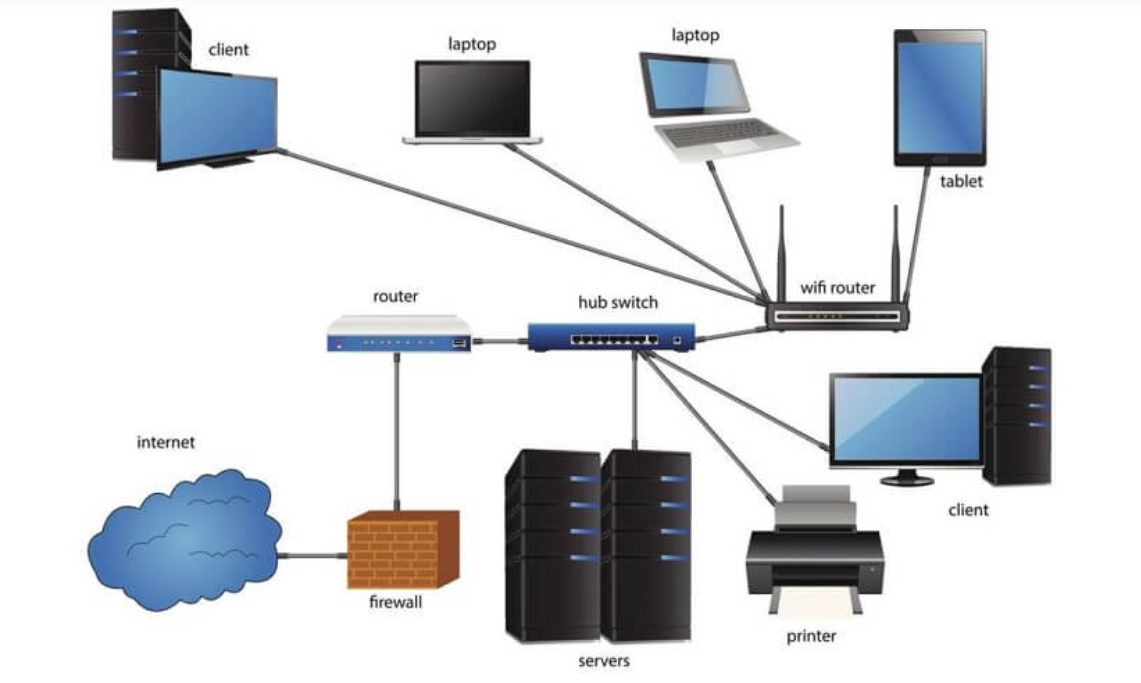 client
laptop
laptop
tablet
wifi router
router
hub switch
internet
client
firewall
printer
servers